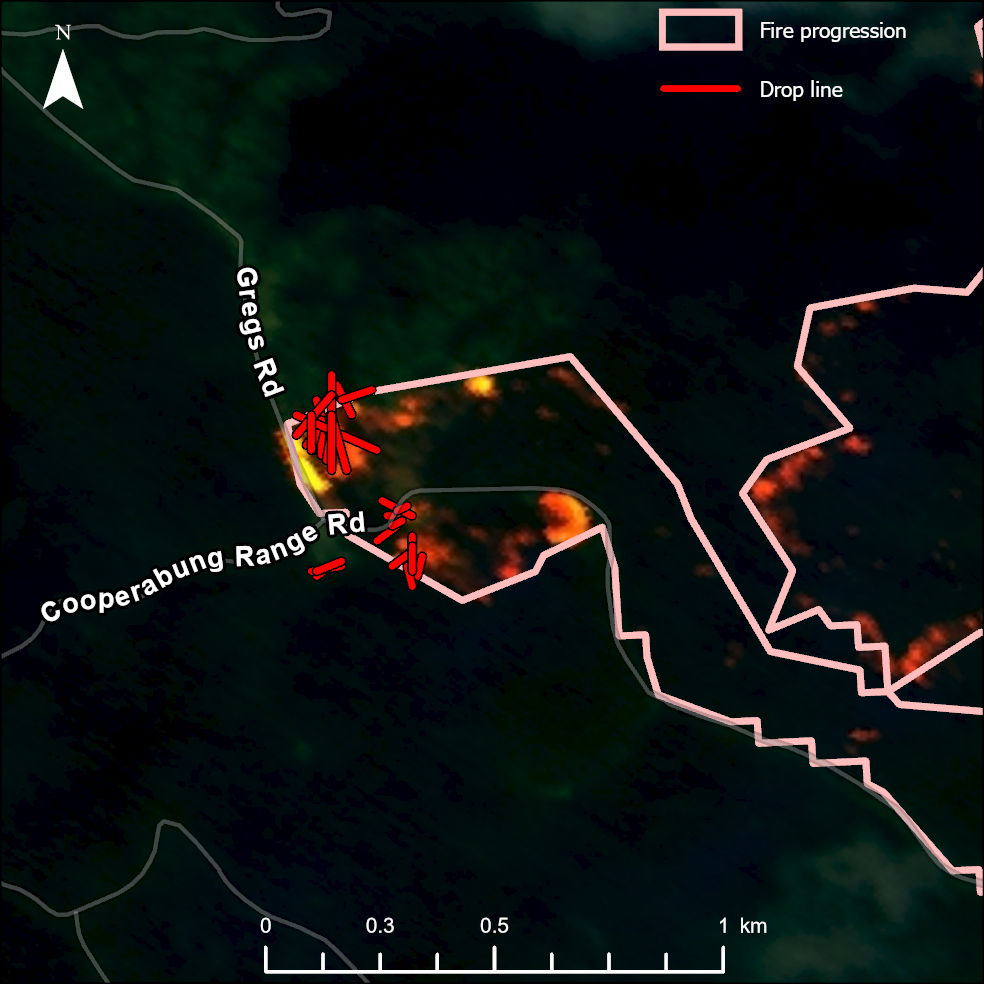 N
Fire progression
Drop line
Gregs Rd
Cooperabung Range Rd
0 0.3 0.5 1 km